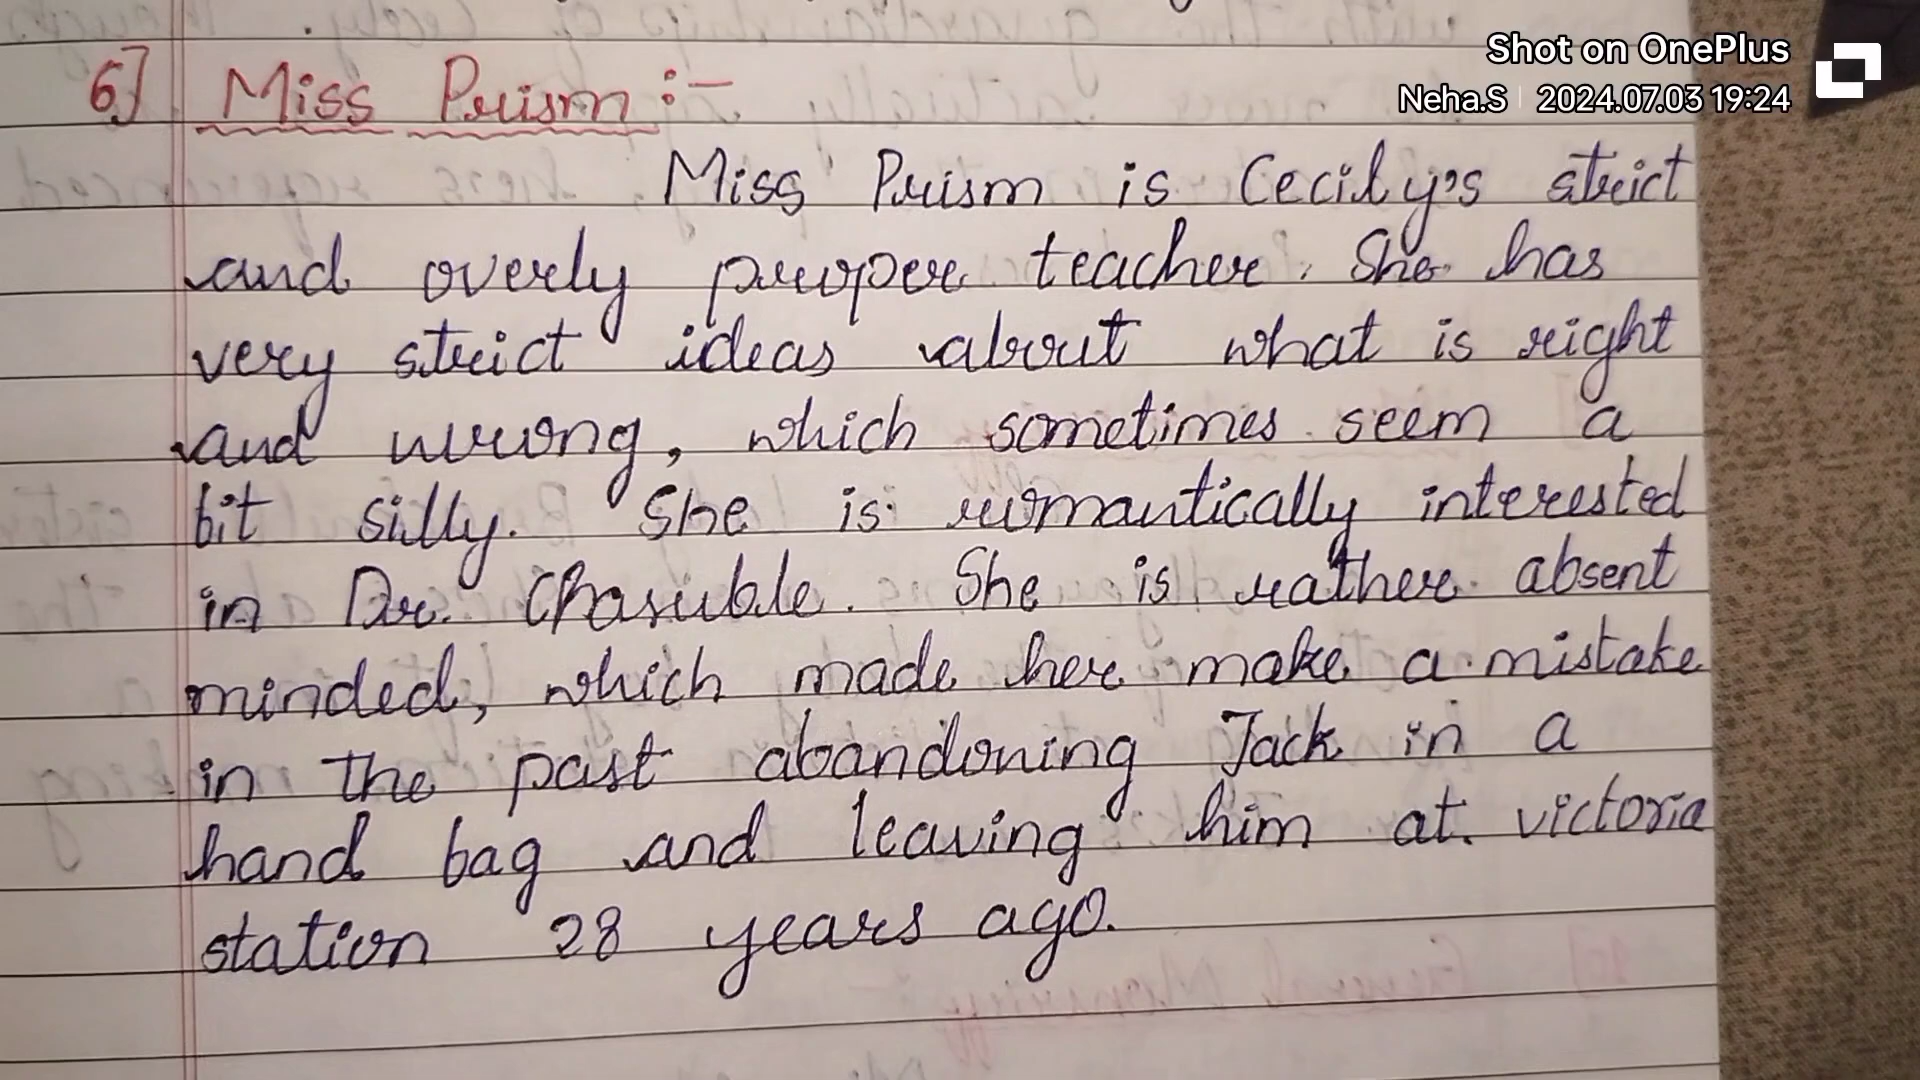 Shot on OnePlus
Neha.S | 2024.07.03 19:24
6] Miss Prism :-
Miss Prism is Cecily's strict
and overly proper teacher. She has
very strict ideas about what is right
and wrong, which sometimes seem a
bit silly. She is romantically interested
in Dr. Chasuble. She is rather absent
minded, which made her make a mistake
in the past abandoning Jack in a
hand bag and leaving him at victoria
station 28 years ago.